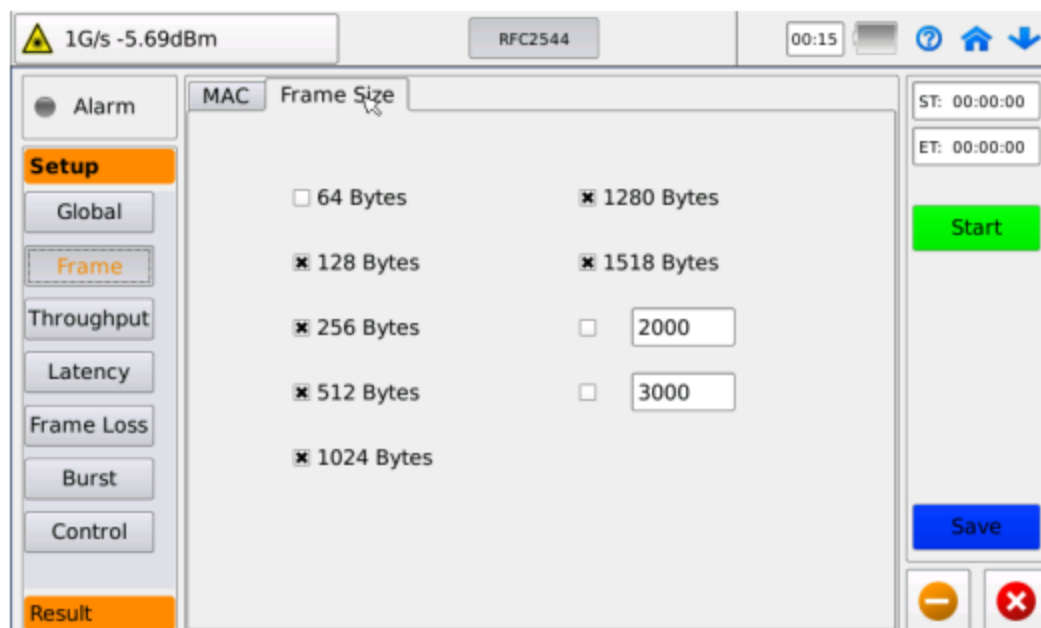 1G/s -5.69dBm
RFC2544
00:15
Alarm
Setup
Global
Frame
Throughput
Latency
Frame Loss
Burst
Control
Result
MAC
Frame Size
64 Bytes
1280 Bytes
128 Bytes
1518 Bytes
256 Bytes
2000
512 Bytes
3000
1024 Bytes
ST: 00:00:00
ET: 00:00:00
Start
Save